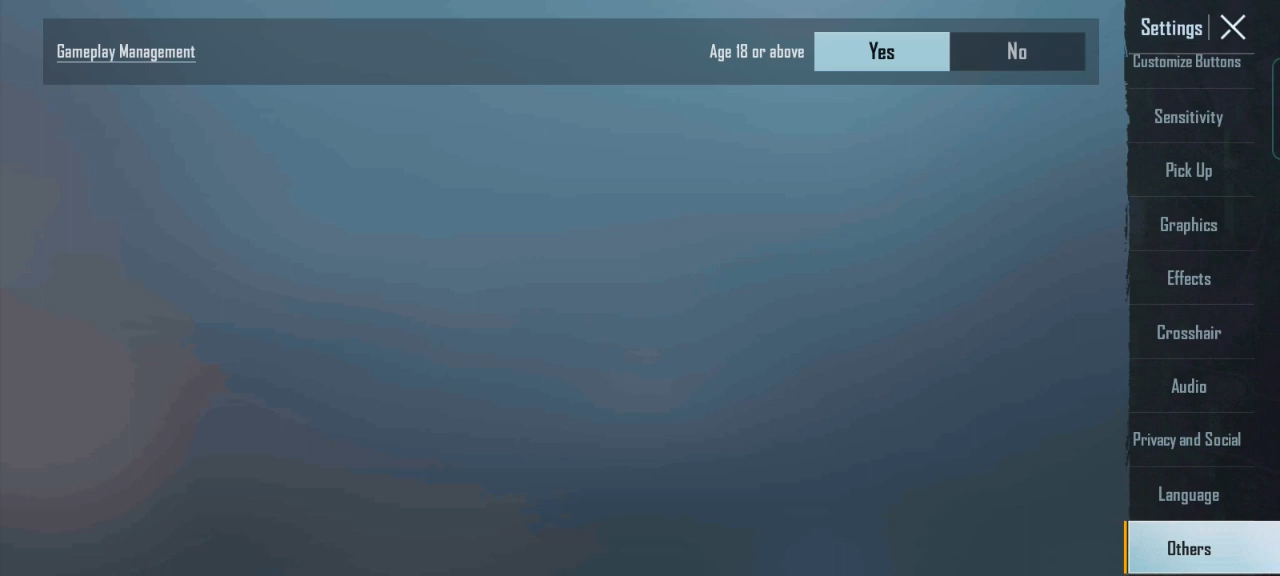 Gameplay Management
Age 18 or above
Yes
No
Settings
Customize Buttons
Sensitivity
Pick Up
Graphics
Effects
Crosshair
Audio
Privacy and Social
Language
Others